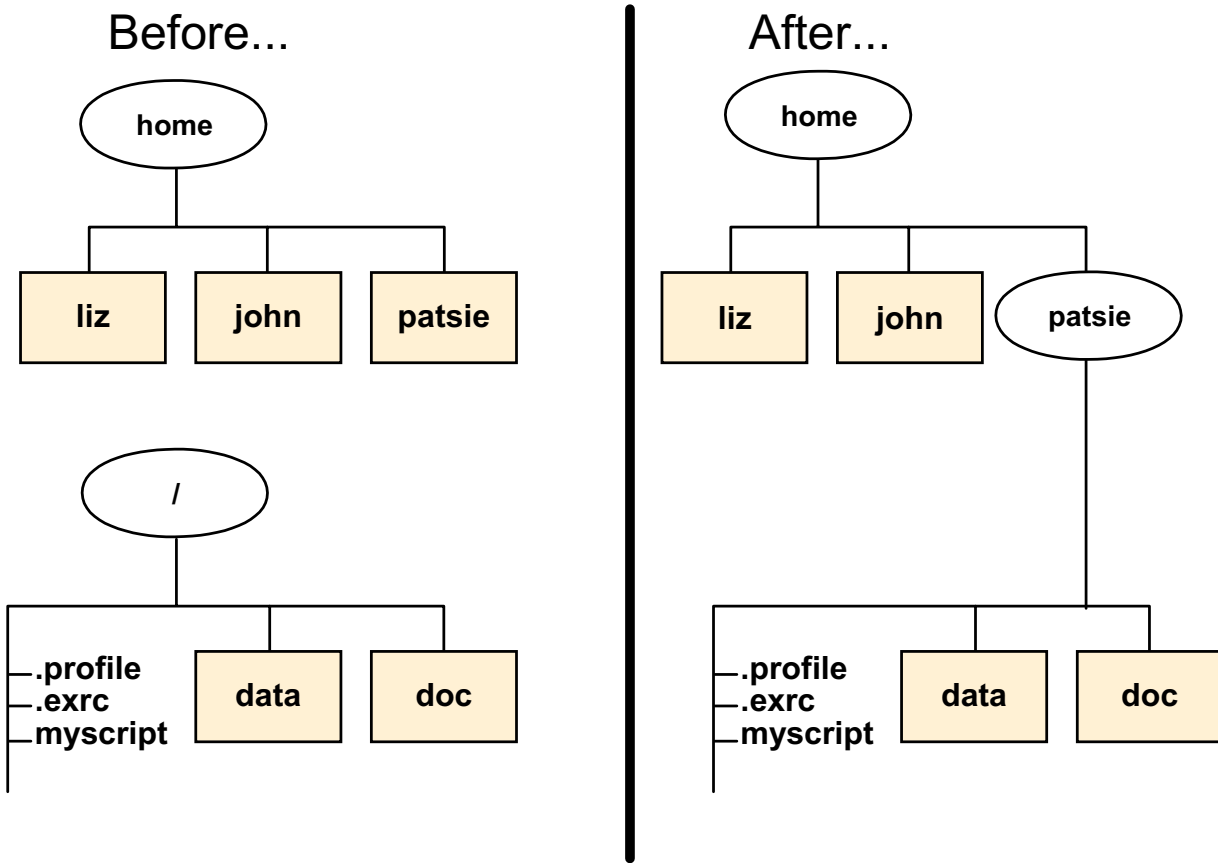 Before...
home
liz john patsie
/
.profile
.exrc
myscript
data doc
After...
home
liz john patsie
.profile
.exrc
myscript
data doc